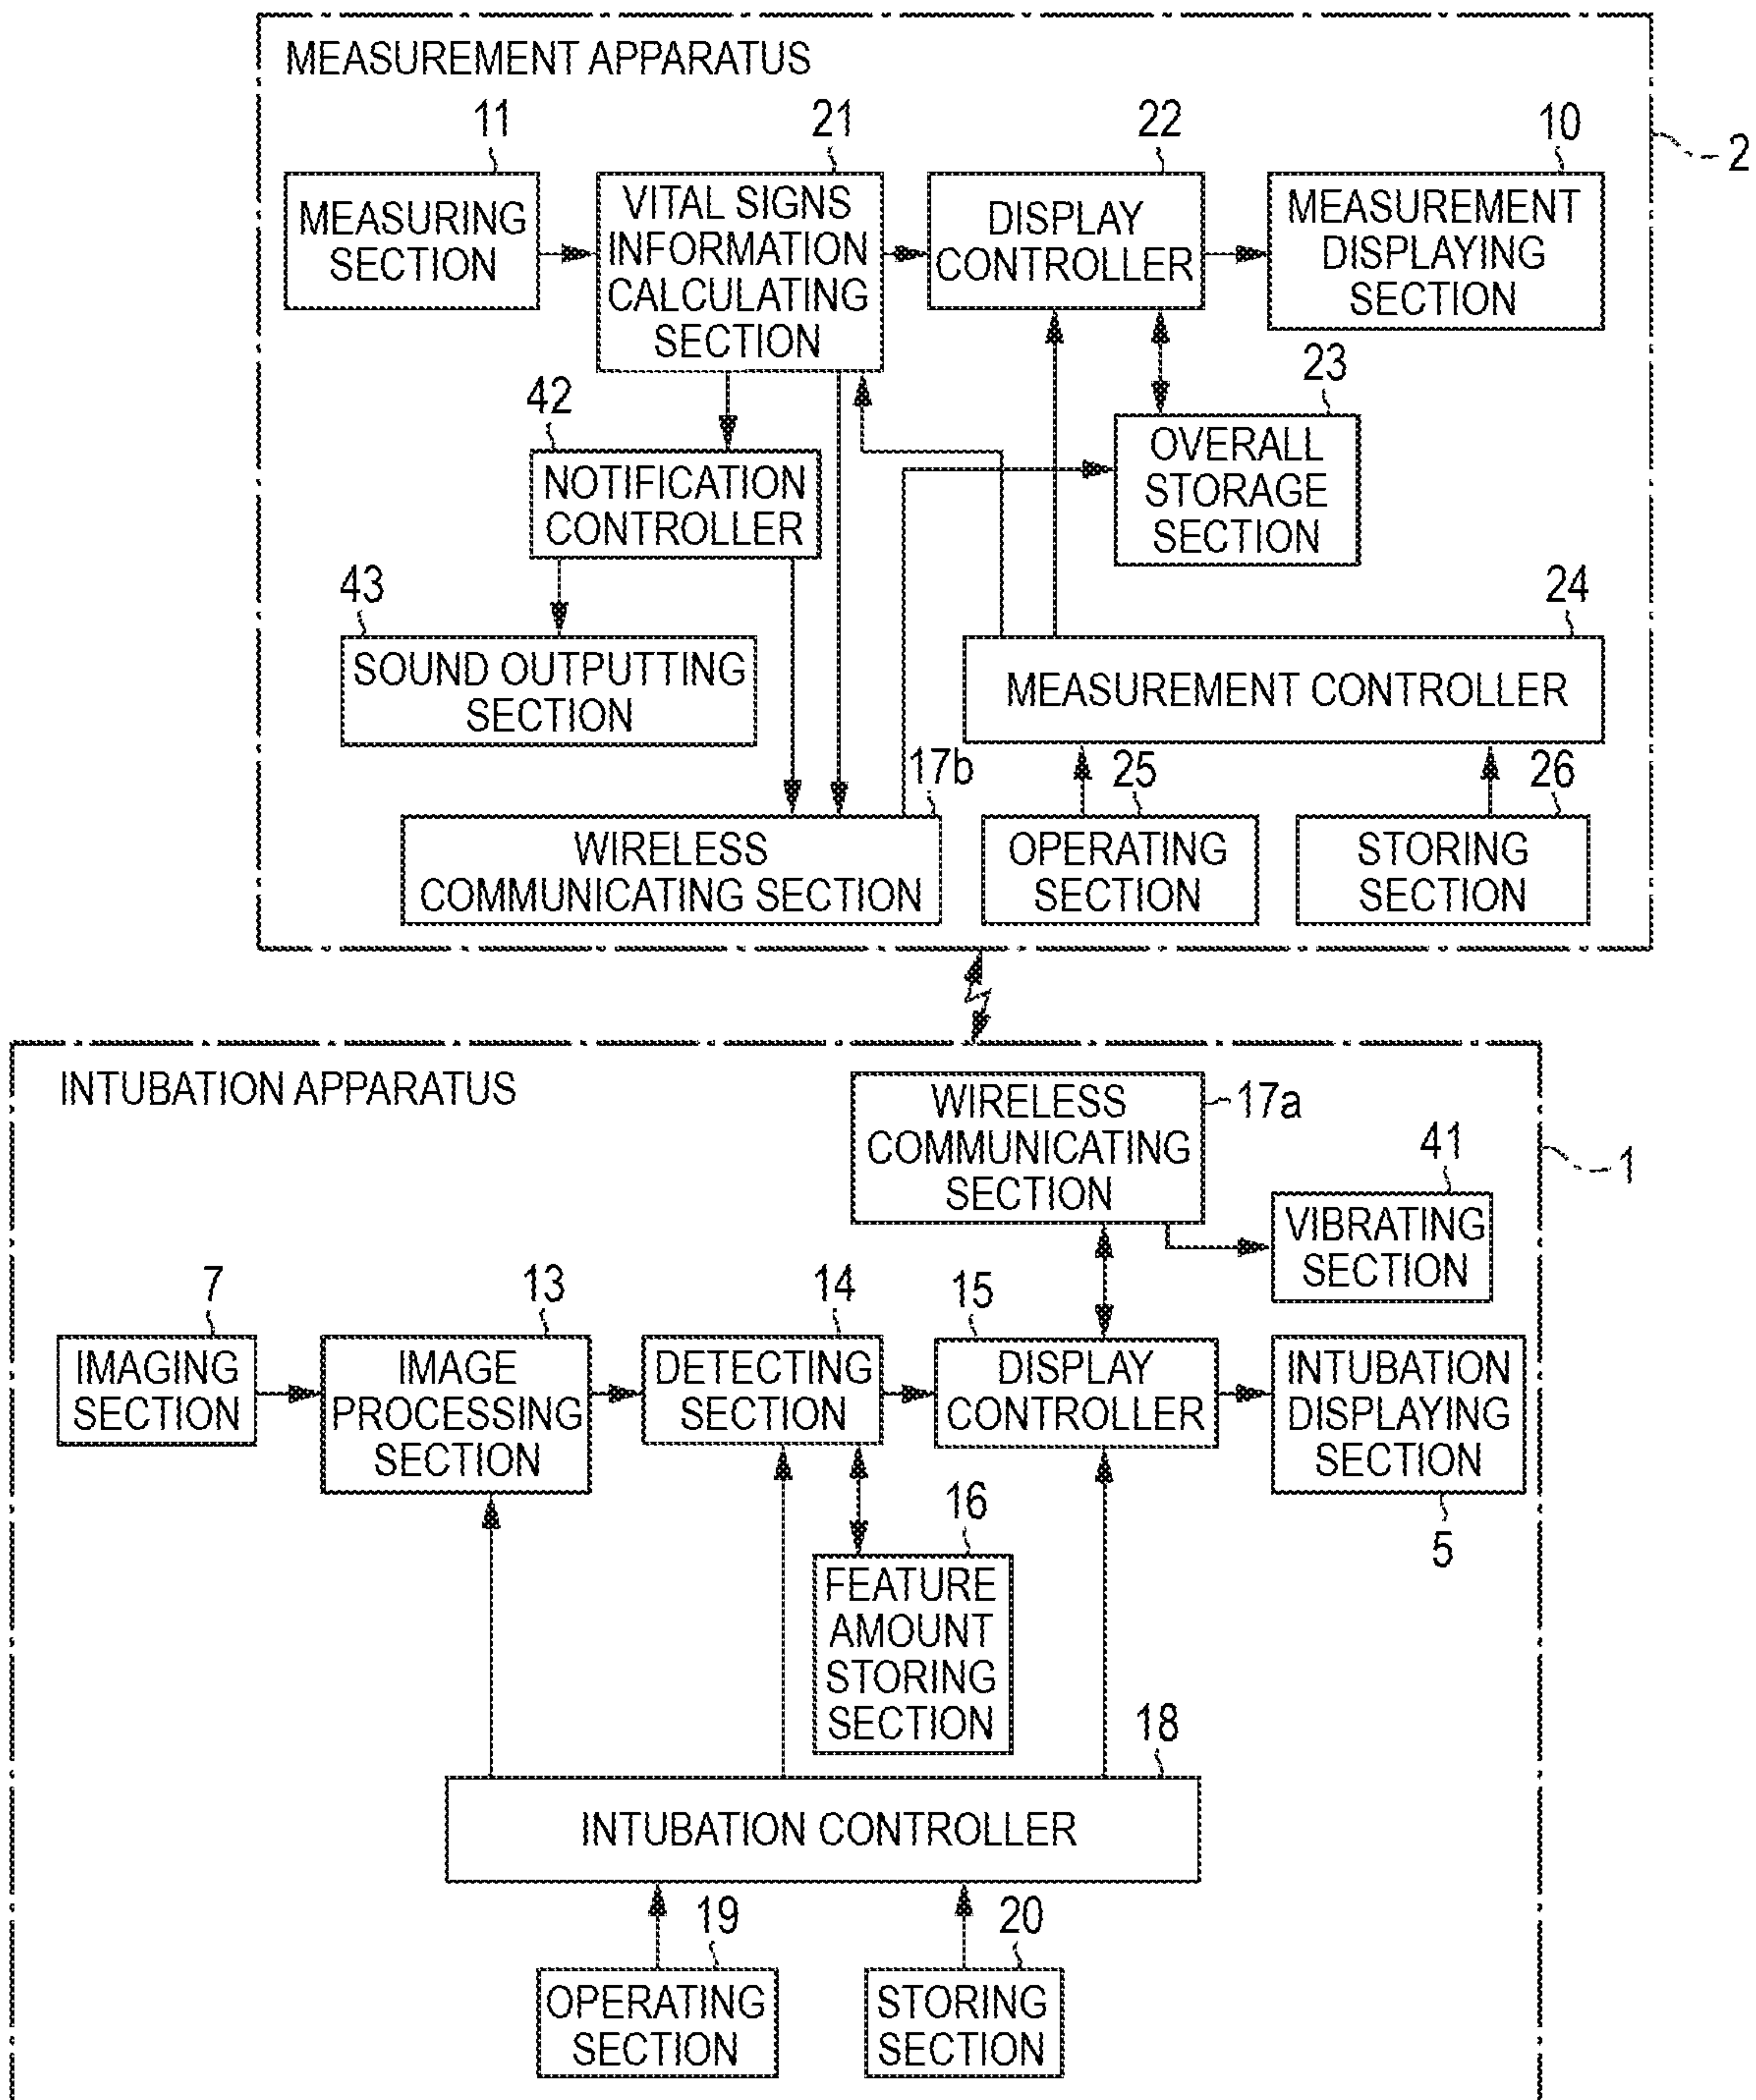 MEASUREMENT APPARATUS
11
21
22
10
2
MEASURING
SECTION
VITAL SIGNS
INFORMATION
CALCULATING
SECTION
DISPLAY
CONTROLLER
MEASUREMENT
DISPLAYING
SECTION
42
23
NOTIFICATION
CONTROLLER
OVERALL
STORAGE
SECTION
43
24
SOUND OUTPUTTING
SECTION
MEASUREMENT CONTROLLER
17b
25
26
WIRELESS
COMMUNICATING SECTION
OPERATING
SECTION
STORING
SECTION
INTUBATION APPARATUS
WIRELESS
COMMUNICATING
SECTION
17a
41
1
VIBRATING
SECTION
7
13
14
15
IMAGING
SECTION
IMAGE
PROCESSING
SECTION
DETECTING
SECTION
DISPLAY
CONTROLLER
INTUBATION
DISPLAYING
SECTION
16
5
FEATURE
AMOUNT
STORING
SECTION
18
INTUBATION CONTROLLER
19
20
OPERATING
SECTION
STORING
SECTION